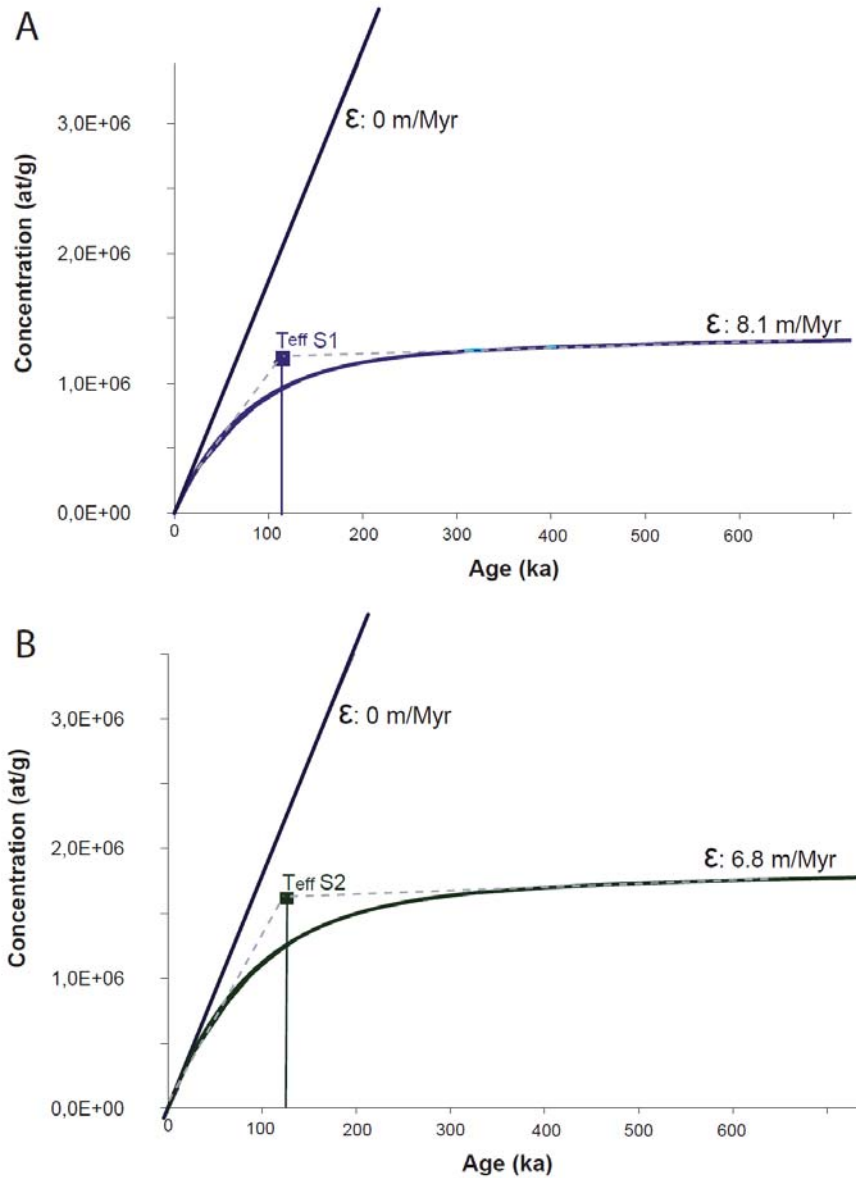 A
Concentration (at/g)
3,0E+06
2,0E+06
1,0E+06
0,0E+00
ε: 0 m/Myr
Teff S1
ε: 8.1 m/Myr
0 100 200 300 400 500 600
Age (ka)
B
Concentration (at/g)
3,0E+06
2,0E+06
1,0E+06
0,0E+00
ε: 0 m/Myr
Teff S2
ε: 6.8 m/Myr
0 100 200 300 400 500 600
Age (ka)